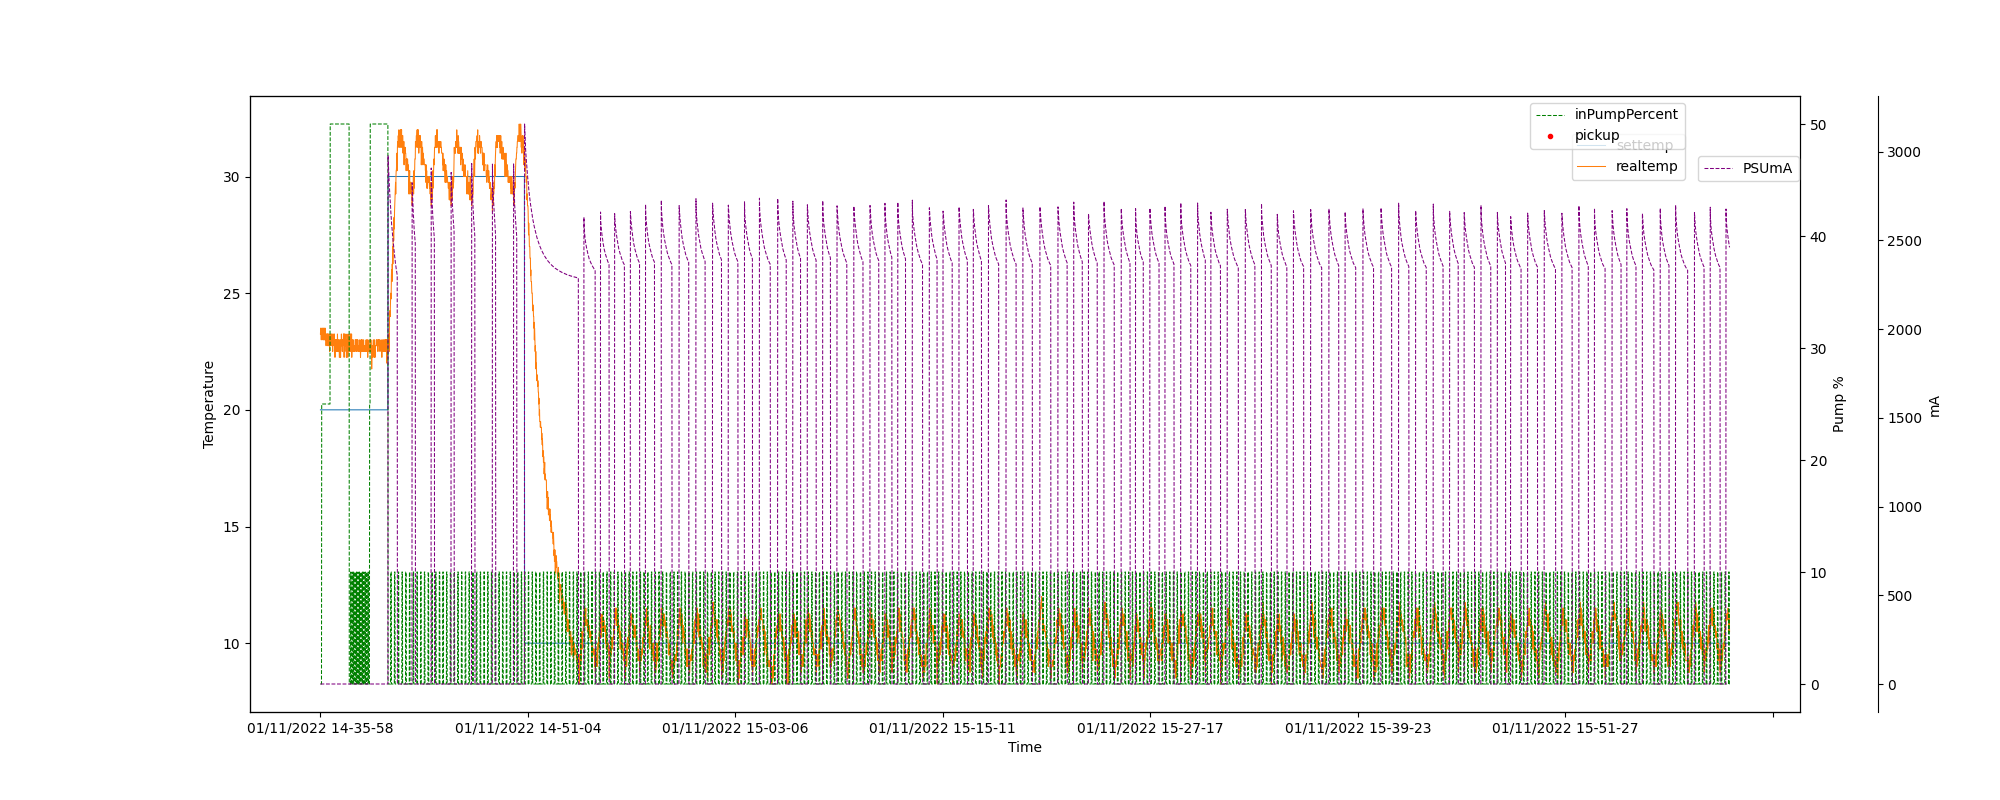 inPumpPercent
pickup
settemp
realtemp
PSUmA
Temperature
30
25
20
15
10
50
40
30
20
10
0
Pump %
3000
2500
2000
1500
1000
500
0
mA
01/11/2022 14-35-58
01/11/2022 14-51-04
01/11/2022 15-03-06
01/11/2022 15-15-11
01/11/2022 15-27-17
01/11/2022 15-39-23
01/11/2022 15-51-27
Time